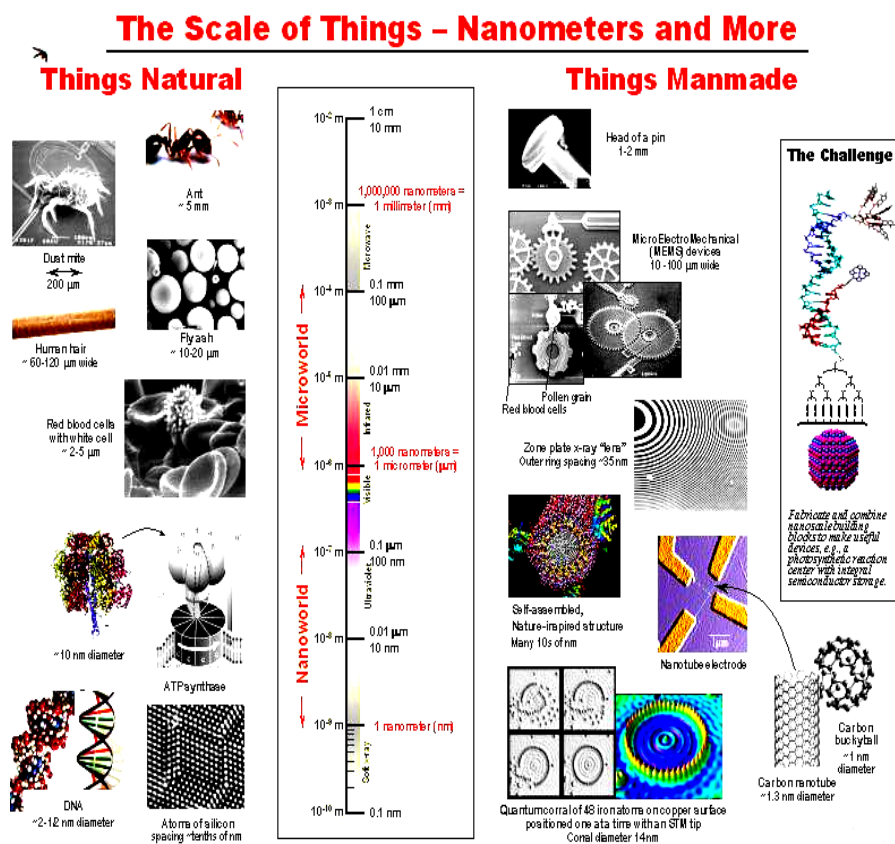 The Scale of Things – Nanometers and More
Things Natural
Things Manmade
Ant
~ 5 mm
Dust mite
200 µm
Human hair
~ 60-120 µm wide
Fly ash
~ 10-20 µm
Red blood cells
with white cell
~ 2-5 µm
~10 nm diameter
ATP synthase
DNA
~2-1/2 nm diameter
Atoms of silicon
spacing ~tenths of nm
10⁻² m
1 cm
10 mm
1,000,000 nanometers =
10⁻³ m
1 millimeter (mm)
Microwave
0.1 mm
10⁻⁴ m
100 µm
Microworld
0.01 mm
10⁻⁵ m
10 µm
Infrared
1,000 nanometers =
10⁻⁶ m
1 micrometer (µm)
visible
0.1 µm
10⁻⁷ m
100 nm
Ultraviolet
Nanoworld
0.01 µm
10⁻⁸ m
10 nm
10⁻⁹ m
1 nanometer (nm)
Soft x-ray
10⁻¹⁰ m
0.1 nm
Head of a pin
1-2 mm
MicroElectroMechanical
(MEMS) devices
10 -100 µm wide
Pollen grain
Red blood cells
Zone plate x-ray "lens"
Outer ring spacing ~35 nm
Self-assembled,
Nature-inspired structure
Many 10s of nm
µm
Nanotube electrode
Quantum corral of 48 iron atoms on copper surface
positioned one at a time with an STM tip
Corral diameter 14 nm
Carbon nanotube
~1.3 nm diameter
Carbon
buckyball
~1 nm
diameter
The Challenge
Fabricate and combine
nanoscale building
blocks to make useful
devices, e.g., a
photosynthetic reaction
center with integral
semiconductor storage.